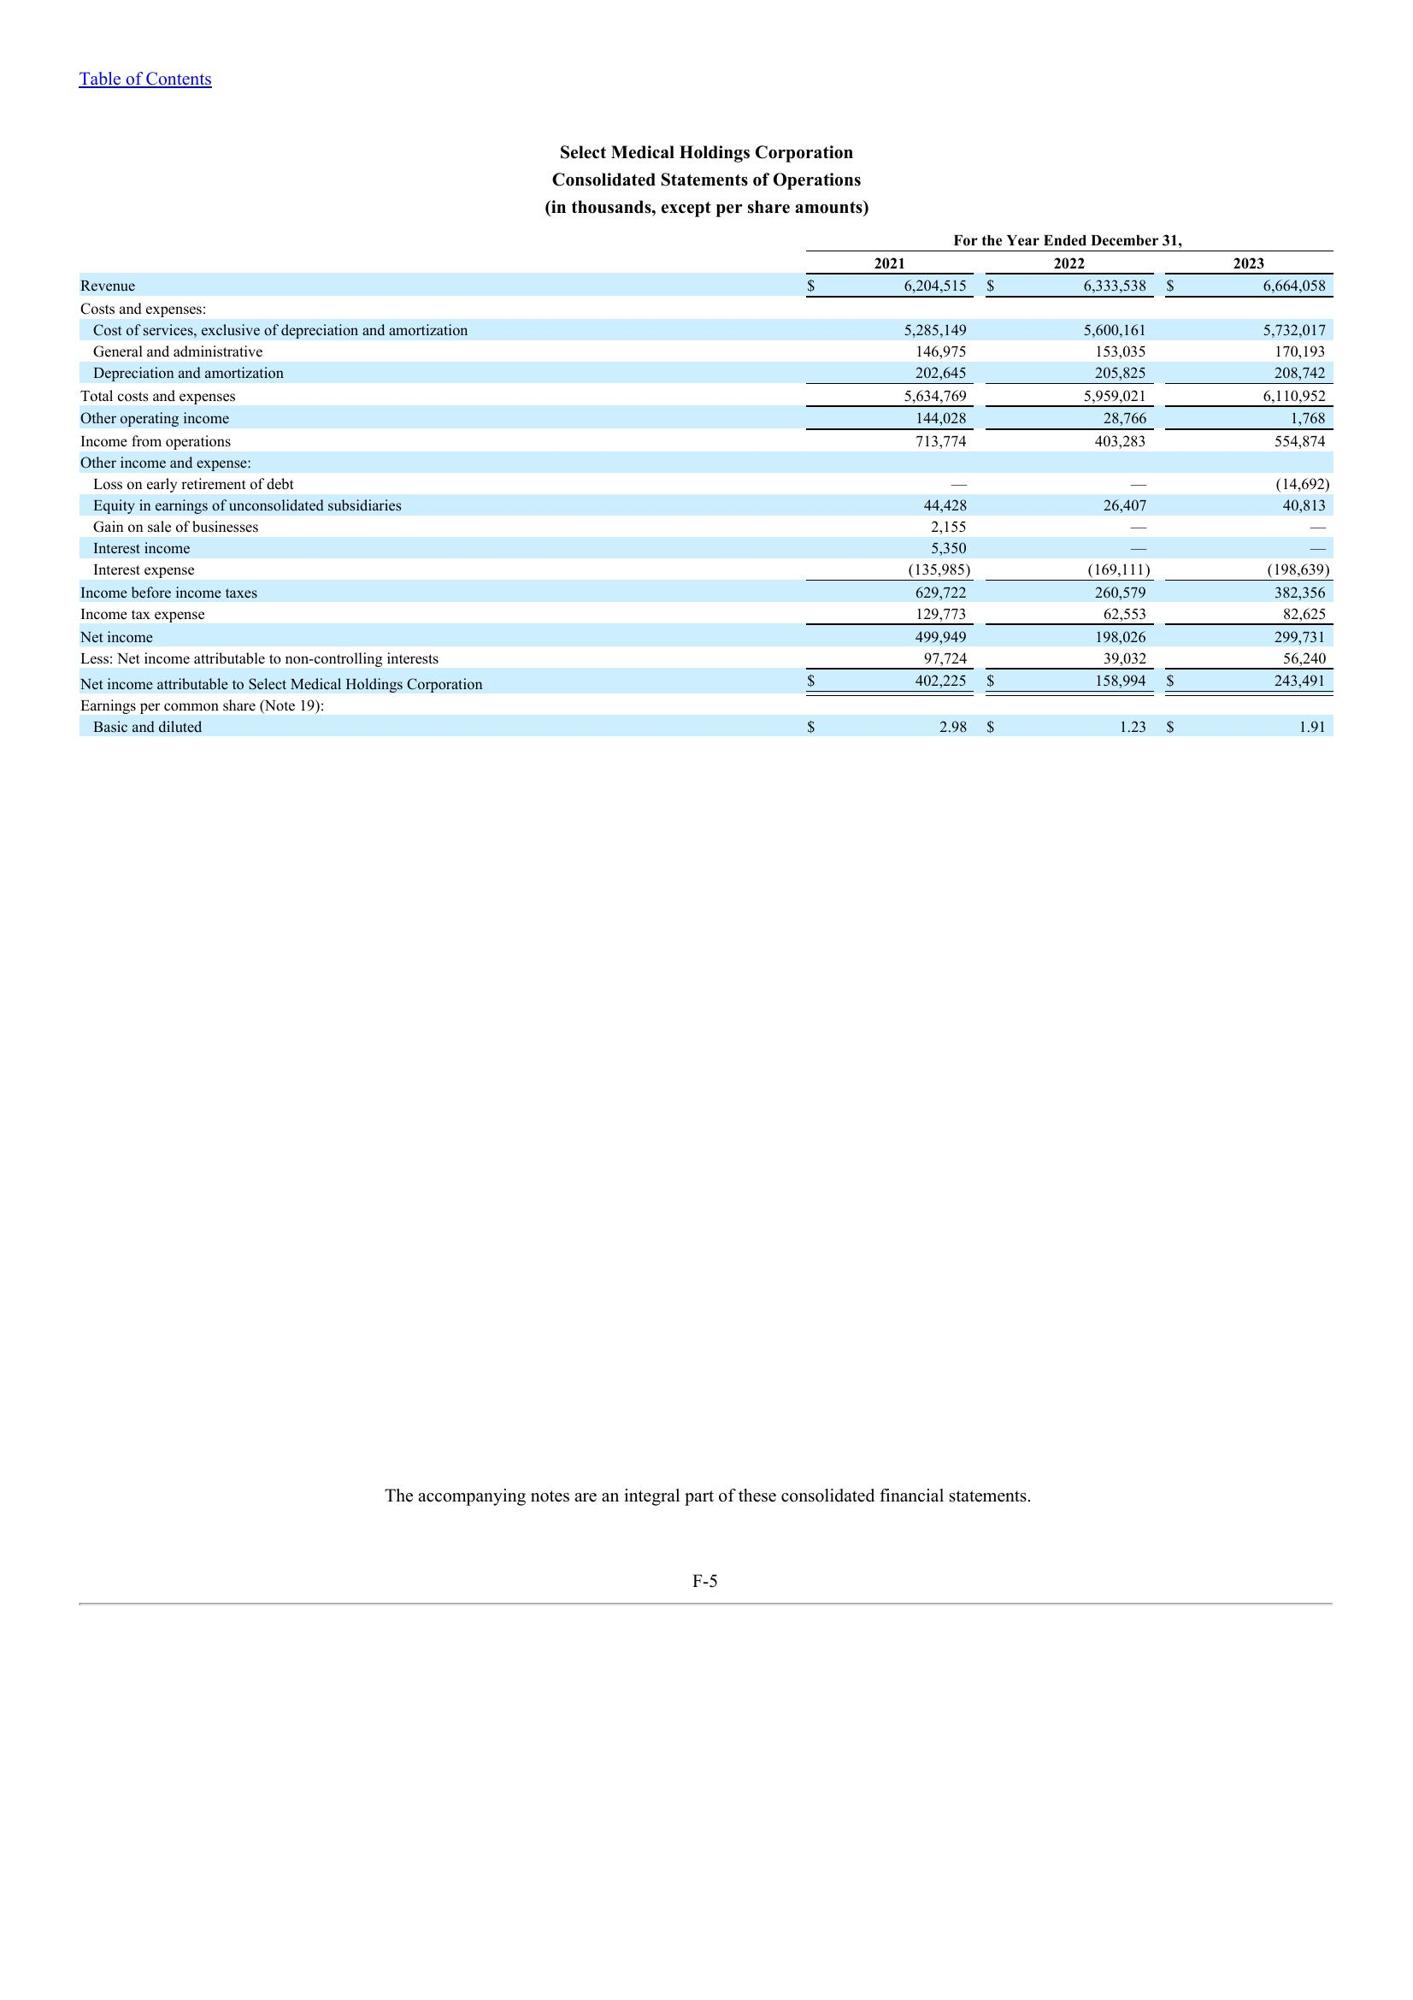 Table of Contents
Select Medical Holdings Corporation
Consolidated Statements of Operations
(in thousands, except per share amounts)
For the Year Ended December 31,
2021 2022 2023
Revenue $ 6,204,515 $ 6,333,538 $ 6,664,058
Costs and expenses:
Cost of services, exclusive of depreciation and amortization 5,285,149 5,600,161 5,732,017
General and administrative 146,975 153,035 170,193
Depreciation and amortization 202,645 205,825 208,742
Total costs and expenses 5,634,769 5,959,021 6,110,952
Other operating income 144,028 28,766 1,768
Income from operations 713,774 403,283 554,874
Other income and expense:
Loss on early retirement of debt — — (14,692)
Equity in earnings of unconsolidated subsidiaries 44,428 26,407 40,813
Gain on sale of businesses 2,155 — —
Interest income 5,350 — —
Interest expense (135,985) (169,111) (198,639)
Income before income taxes 629,722 260,579 382,356
Income tax expense 129,773 62,553 82,625
Net income 499,949 198,026 299,731
Less: Net income attributable to non-controlling interests 97,724 39,032 56,240
Net income attributable to Select Medical Holdings Corporation $ 402,225 $ 158,994 $ 243,491
Earnings per common share (Note 19):
Basic and diluted $ 2.98 $ 1.23 $ 1.91
The accompanying notes are an integral part of these consolidated financial statements.
F-5